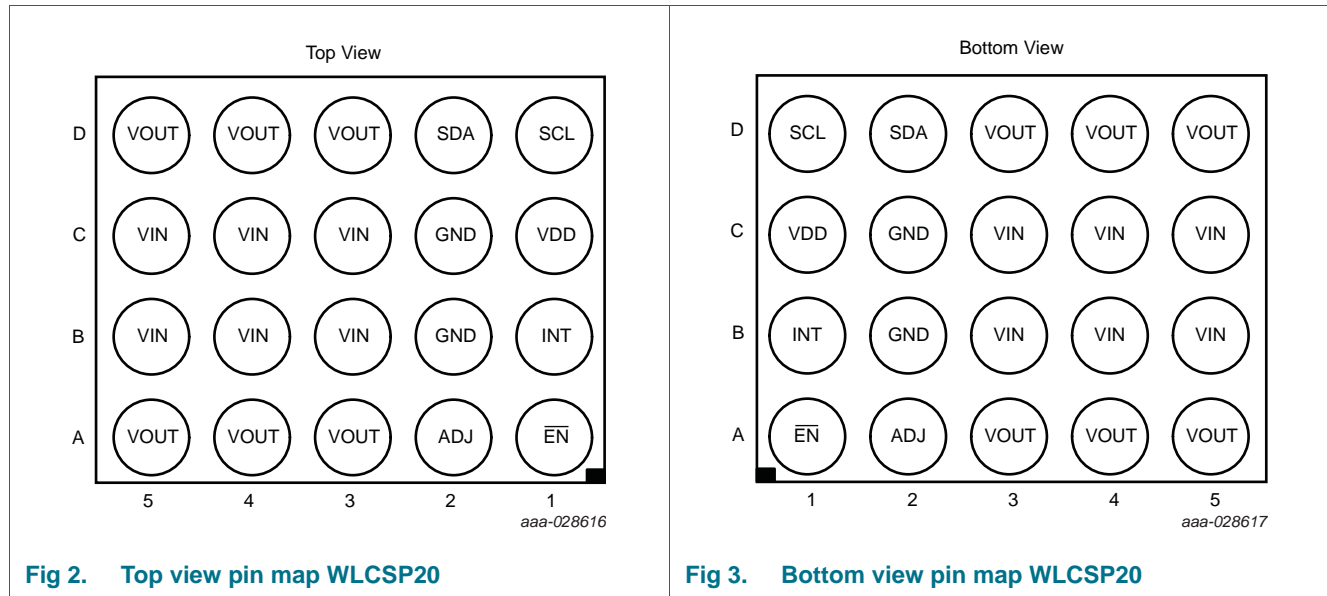 Top View
D VOUT VOUT VOUT SDA SCL
C VIN VIN VIN GND VDD
B VIN VIN VIN GND INT
A VOUT VOUT VOUT ADJ E̅N̅
5 4 3 2 1
aaa-028616
Fig 2. Top view pin map WLCSP20
Bottom View
D SCL SDA VOUT VOUT VOUT
C VDD GND VIN VIN VIN
B INT GND VIN VIN VIN
A E̅N̅ ADJ VOUT VOUT VOUT
1 2 3 4 5
aaa-028617
Fig 3. Bottom view pin map WLCSP20